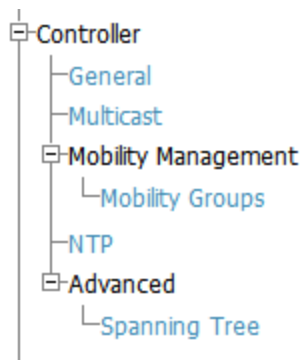 Controller
General
Multicast
Mobility Management
Mobility Groups
NTP
Advanced
Spanning Tree